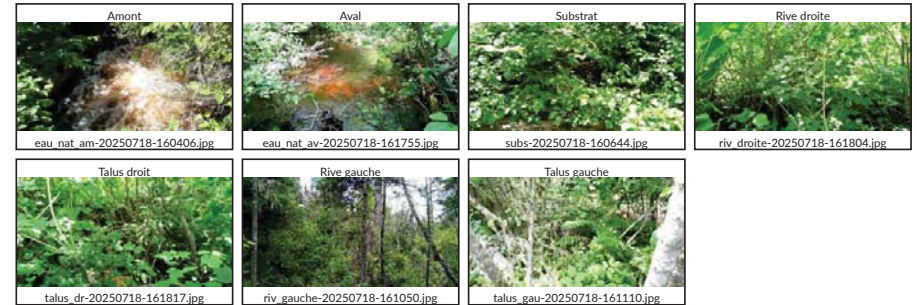 Amont
eau_nat_am-20250718-160406.jpg
Aval
eau_nat_av-20250718-161755.jpg
Substrat
subs-20250718-160644.jpg
Rive droite
riv_droite-20250718-161804.jpg
Talus droit
talus_dr-20250718-161817.jpg
Rive gauche
riv_gauche-20250718-161050.jpg
Talus gauche
talus_gau-20250718-161110.jpg